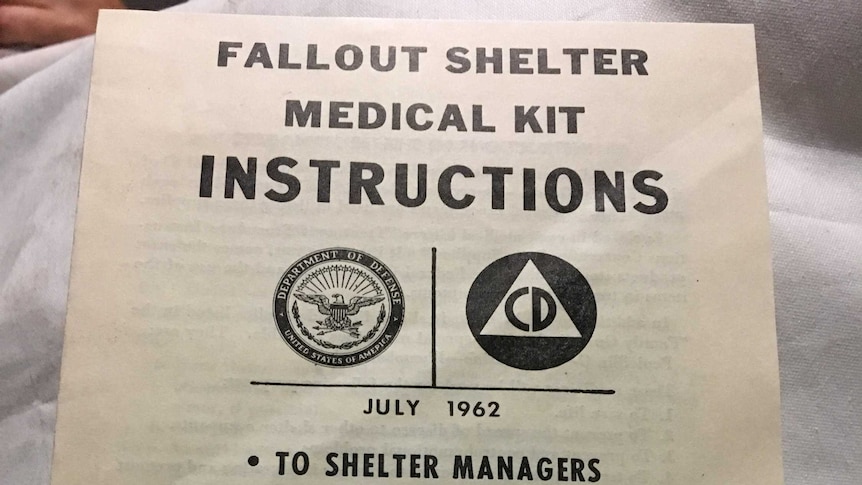 FALLOUT SHELTER
MEDICAL KIT
INSTRUCTIONS
DEPARTMENT OF DEFENSE
UNITED STATES OF AMERICA
CD
JULY 1962
• TO SHELTER MANAGERS